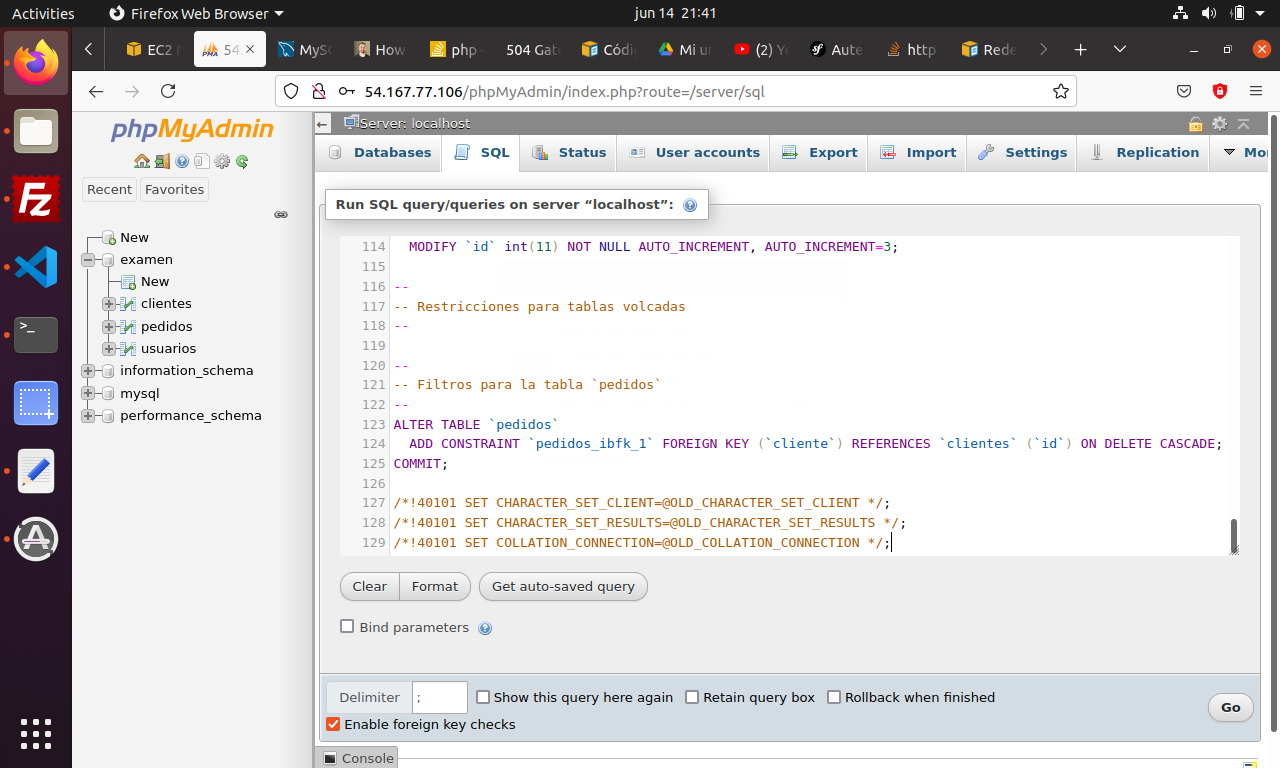 Activities Firefox Web Browser jun 14 21:41
EC2 54. MySQ How php 504 Gate Códi Mi un (2) Yo Aute http Rede
54.167.77.106/phpMyAdmin/index.php?route=/server/sql
phpMyAdmin
Recent Favorites
New
examen
New
clientes
pedidos
usuarios
information_schema
mysql
performance_schema
Server: localhost
Databases SQL Status User accounts Export Import Settings Replication Mor
Run SQL query/queries on server “localhost”:
114 MODIFY `id` int(11) NOT NULL AUTO_INCREMENT, AUTO_INCREMENT=3;
115
116 --
117 -- Restricciones para tablas volcadas
118 --
119
120 --
121 -- Filtros para la tabla `pedidos`
122 --
123 ALTER TABLE `pedidos`
124 ADD CONSTRAINT `pedidos_ibfk_1` FOREIGN KEY (`cliente`) REFERENCES `clientes` (`id`) ON DELETE CASCADE;
125 COMMIT;
126
127 /*!40101 SET CHARACTER_SET_CLIENT=@OLD_CHARACTER_SET_CLIENT */;
128 /*!40101 SET CHARACTER_SET_RESULTS=@OLD_CHARACTER_SET_RESULTS */;
129 /*!40101 SET COLLATION_CONNECTION=@OLD_COLLATION_CONNECTION */;
Clear Format Get auto-saved query
Bind parameters
Delimiter ; Show this query here again Retain query box Rollback when finished
Enable foreign key checks
Go
Console